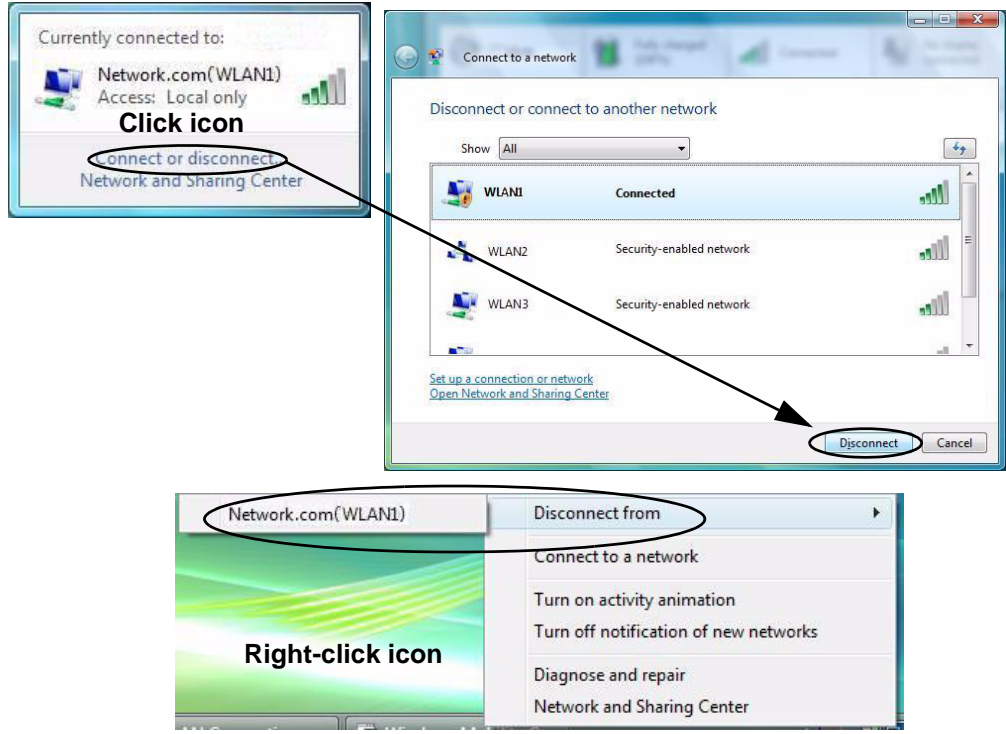 Currently connected to:
Network.com(WLAN1)
Access: Local only
Click icon
Connect or disconnect...
Network and Sharing Center
Connect to a network
Disconnect or connect to another network
Show All
WLAN1 Connected
WLAN2 Security-enabled network
WLAN3 Security-enabled network
Set up a connection or network
Open Network and Sharing Center
Disconnect Cancel
Network.com(WLAN1) Disconnect from
Connect to a network
Turn on activity animation
Turn off notification of new networks
Right-click icon
Diagnose and repair
Network and Sharing Center